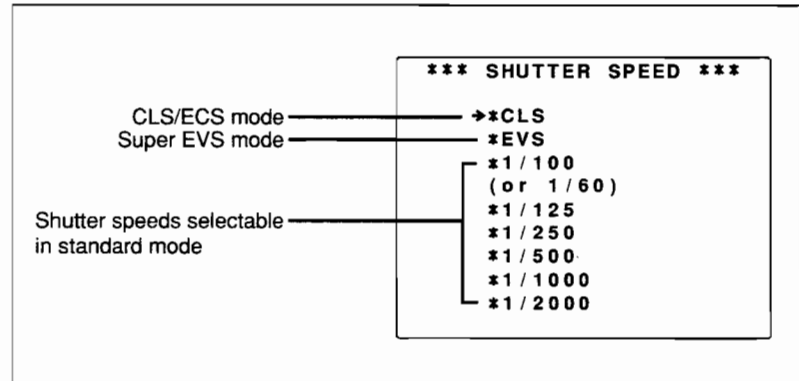 *** SHUTTER SPEED ***
CLS/ECS mode
→*CLS
Super EVS mode
*EVS
Shutter speeds selectable
in standard mode
*1/100
(or 1/60)
*1/125
*1/250
*1/500
*1/1000
*1/2000